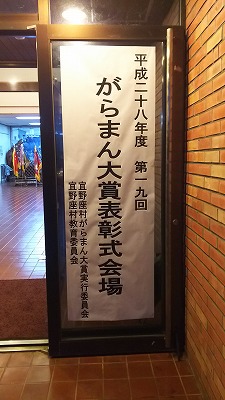 平成二十八年度　第一九回
がらまん大賞表彰式会場
宜野座村がらまん大賞実行委員会
宜野座村教育委員会